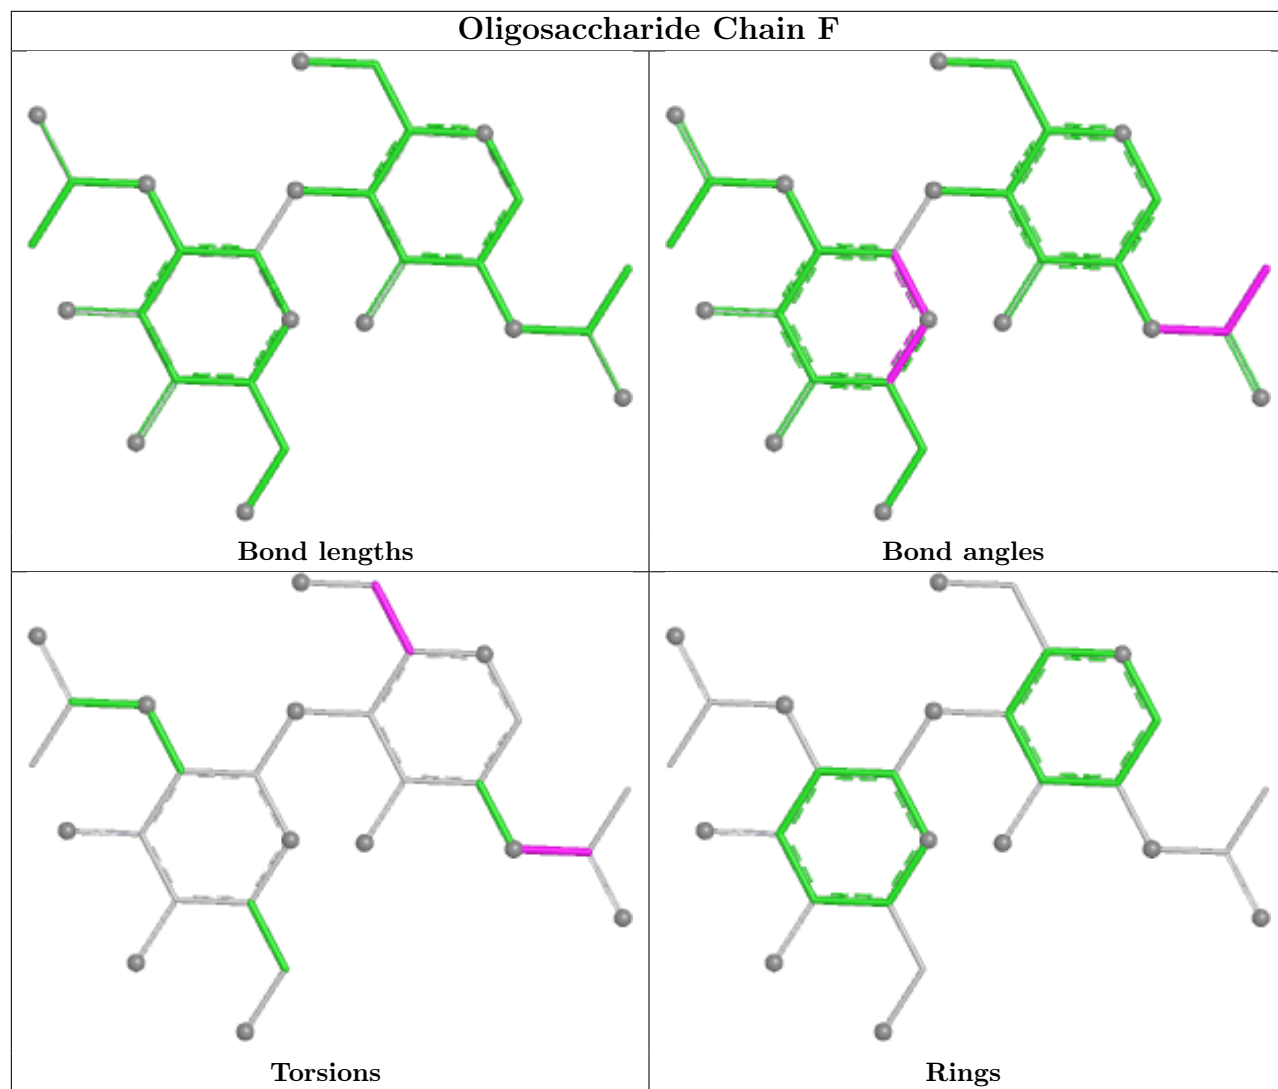 Oligosaccharide Chain F
Bond lengths
Bond angles
Torsions
Rings